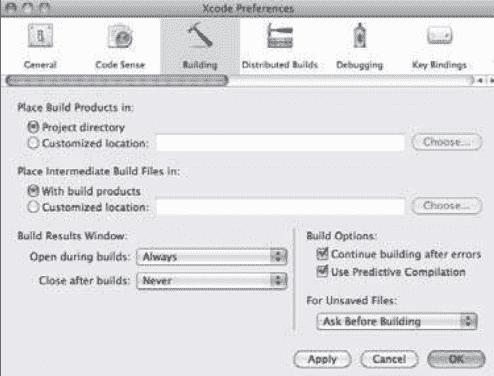 Xcode Preferences
General Code Sense Building Distributed Builds Debugging Key Bindings
Place Build Products in:
Project directory
Customized location: Choose...
Place Intermediate Build Files in:
With build products
Customized location: Choose...
Build Results Window:
Open during builds: Always
Close after builds: Never
Build Options:
Continue building after errors
Use Predictive Compilation
For Unsaved Files:
Ask Before Building
Apply Cancel OK